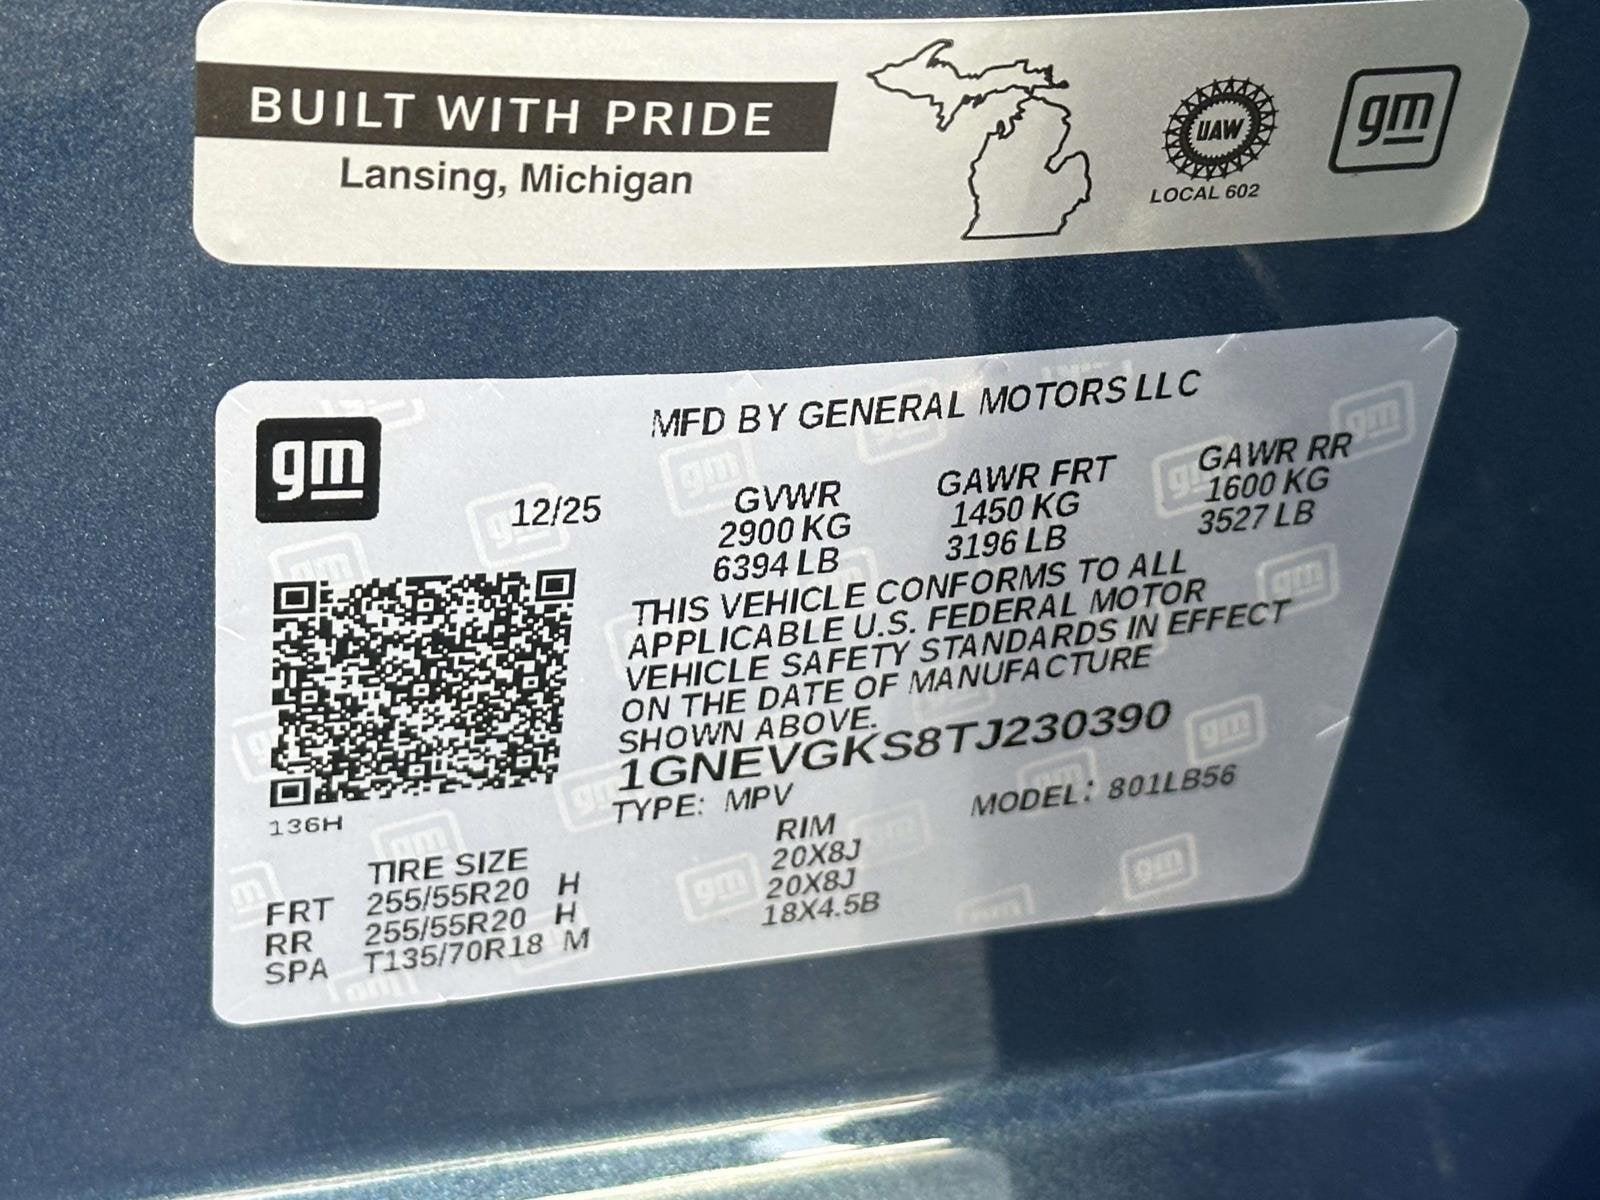 BUILT WITH PRIDE
Lansing, Michigan
UAW
LOCAL 602
gm
gm
MFD BY GENERAL MOTORS LLC
12/25
GVWR
2900 KG
6394 LB
GAWR FRT
1450 KG
3196 LB
GAWR RR
1600 KG
3527 LB
THIS VEHICLE CONFORMS TO ALL
APPLICABLE U.S. FEDERAL MOTOR
VEHICLE SAFETY STANDARDS IN EFFECT
ON THE DATE OF MANUFACTURE
SHOWN ABOVE.
1GNEVGKS8TJ230390
TYPE: MPV MODEL: 801LB56
136H
TIRE SIZE RIM
FRT 255/55R20 H 20X8J
RR 255/55R20 H 20X8J
SPA T135/70R18 M 18X4.5B